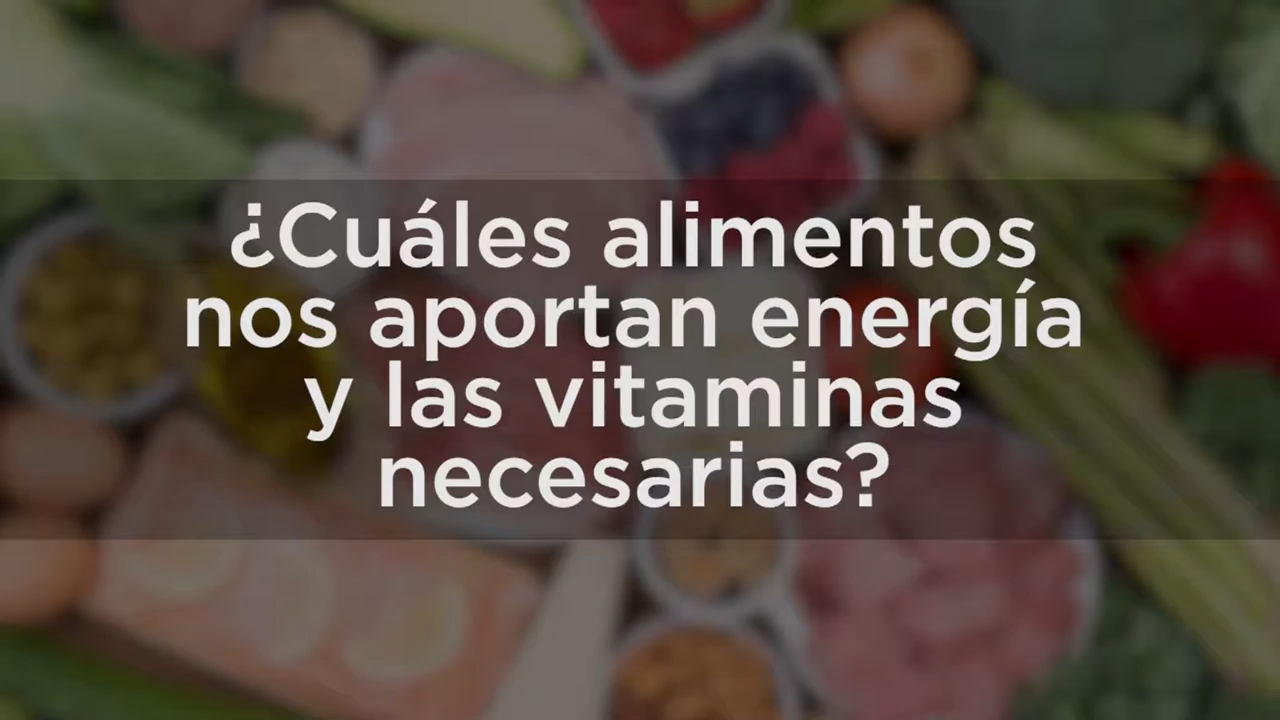 ¿Cuáles alimentos
nos aportan energía
y las vitaminas
necesarias?